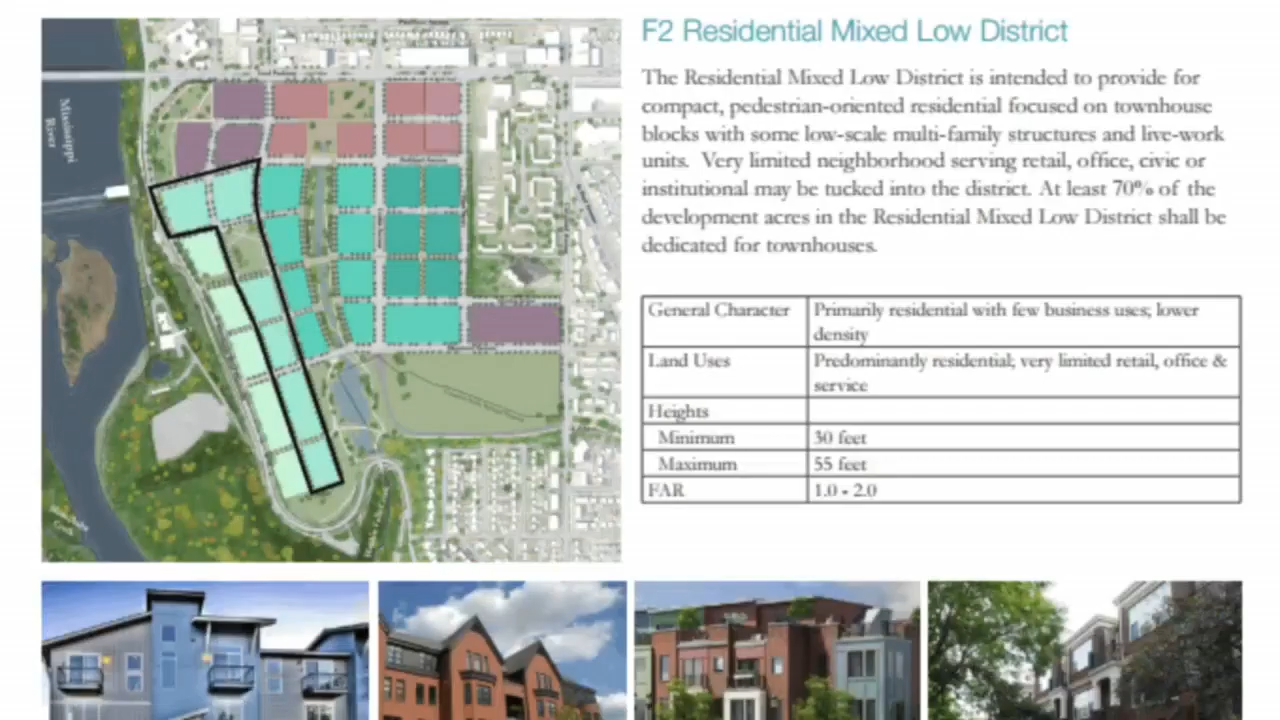 F2 Residential Mixed Low District
The Residential Mixed Low District is intended to provide for
compact, pedestrian-oriented residential focused on townhouse
blocks with some low-scale multi-family structures and live-work
units. Very limited neighborhood serving retail, office, civic or
institutional may be tucked into the district. At least 70% of the
development acres in the Residential Mixed Low District shall be
dedicated for townhouses.
General Character Primarily residential with few business uses; lower
density
Land Uses Predominantly residential; very limited retail, office &
service
Heights
Minimum 30 feet
Maximum 55 feet
FAR 1.0 - 2.0
Mississippi
River